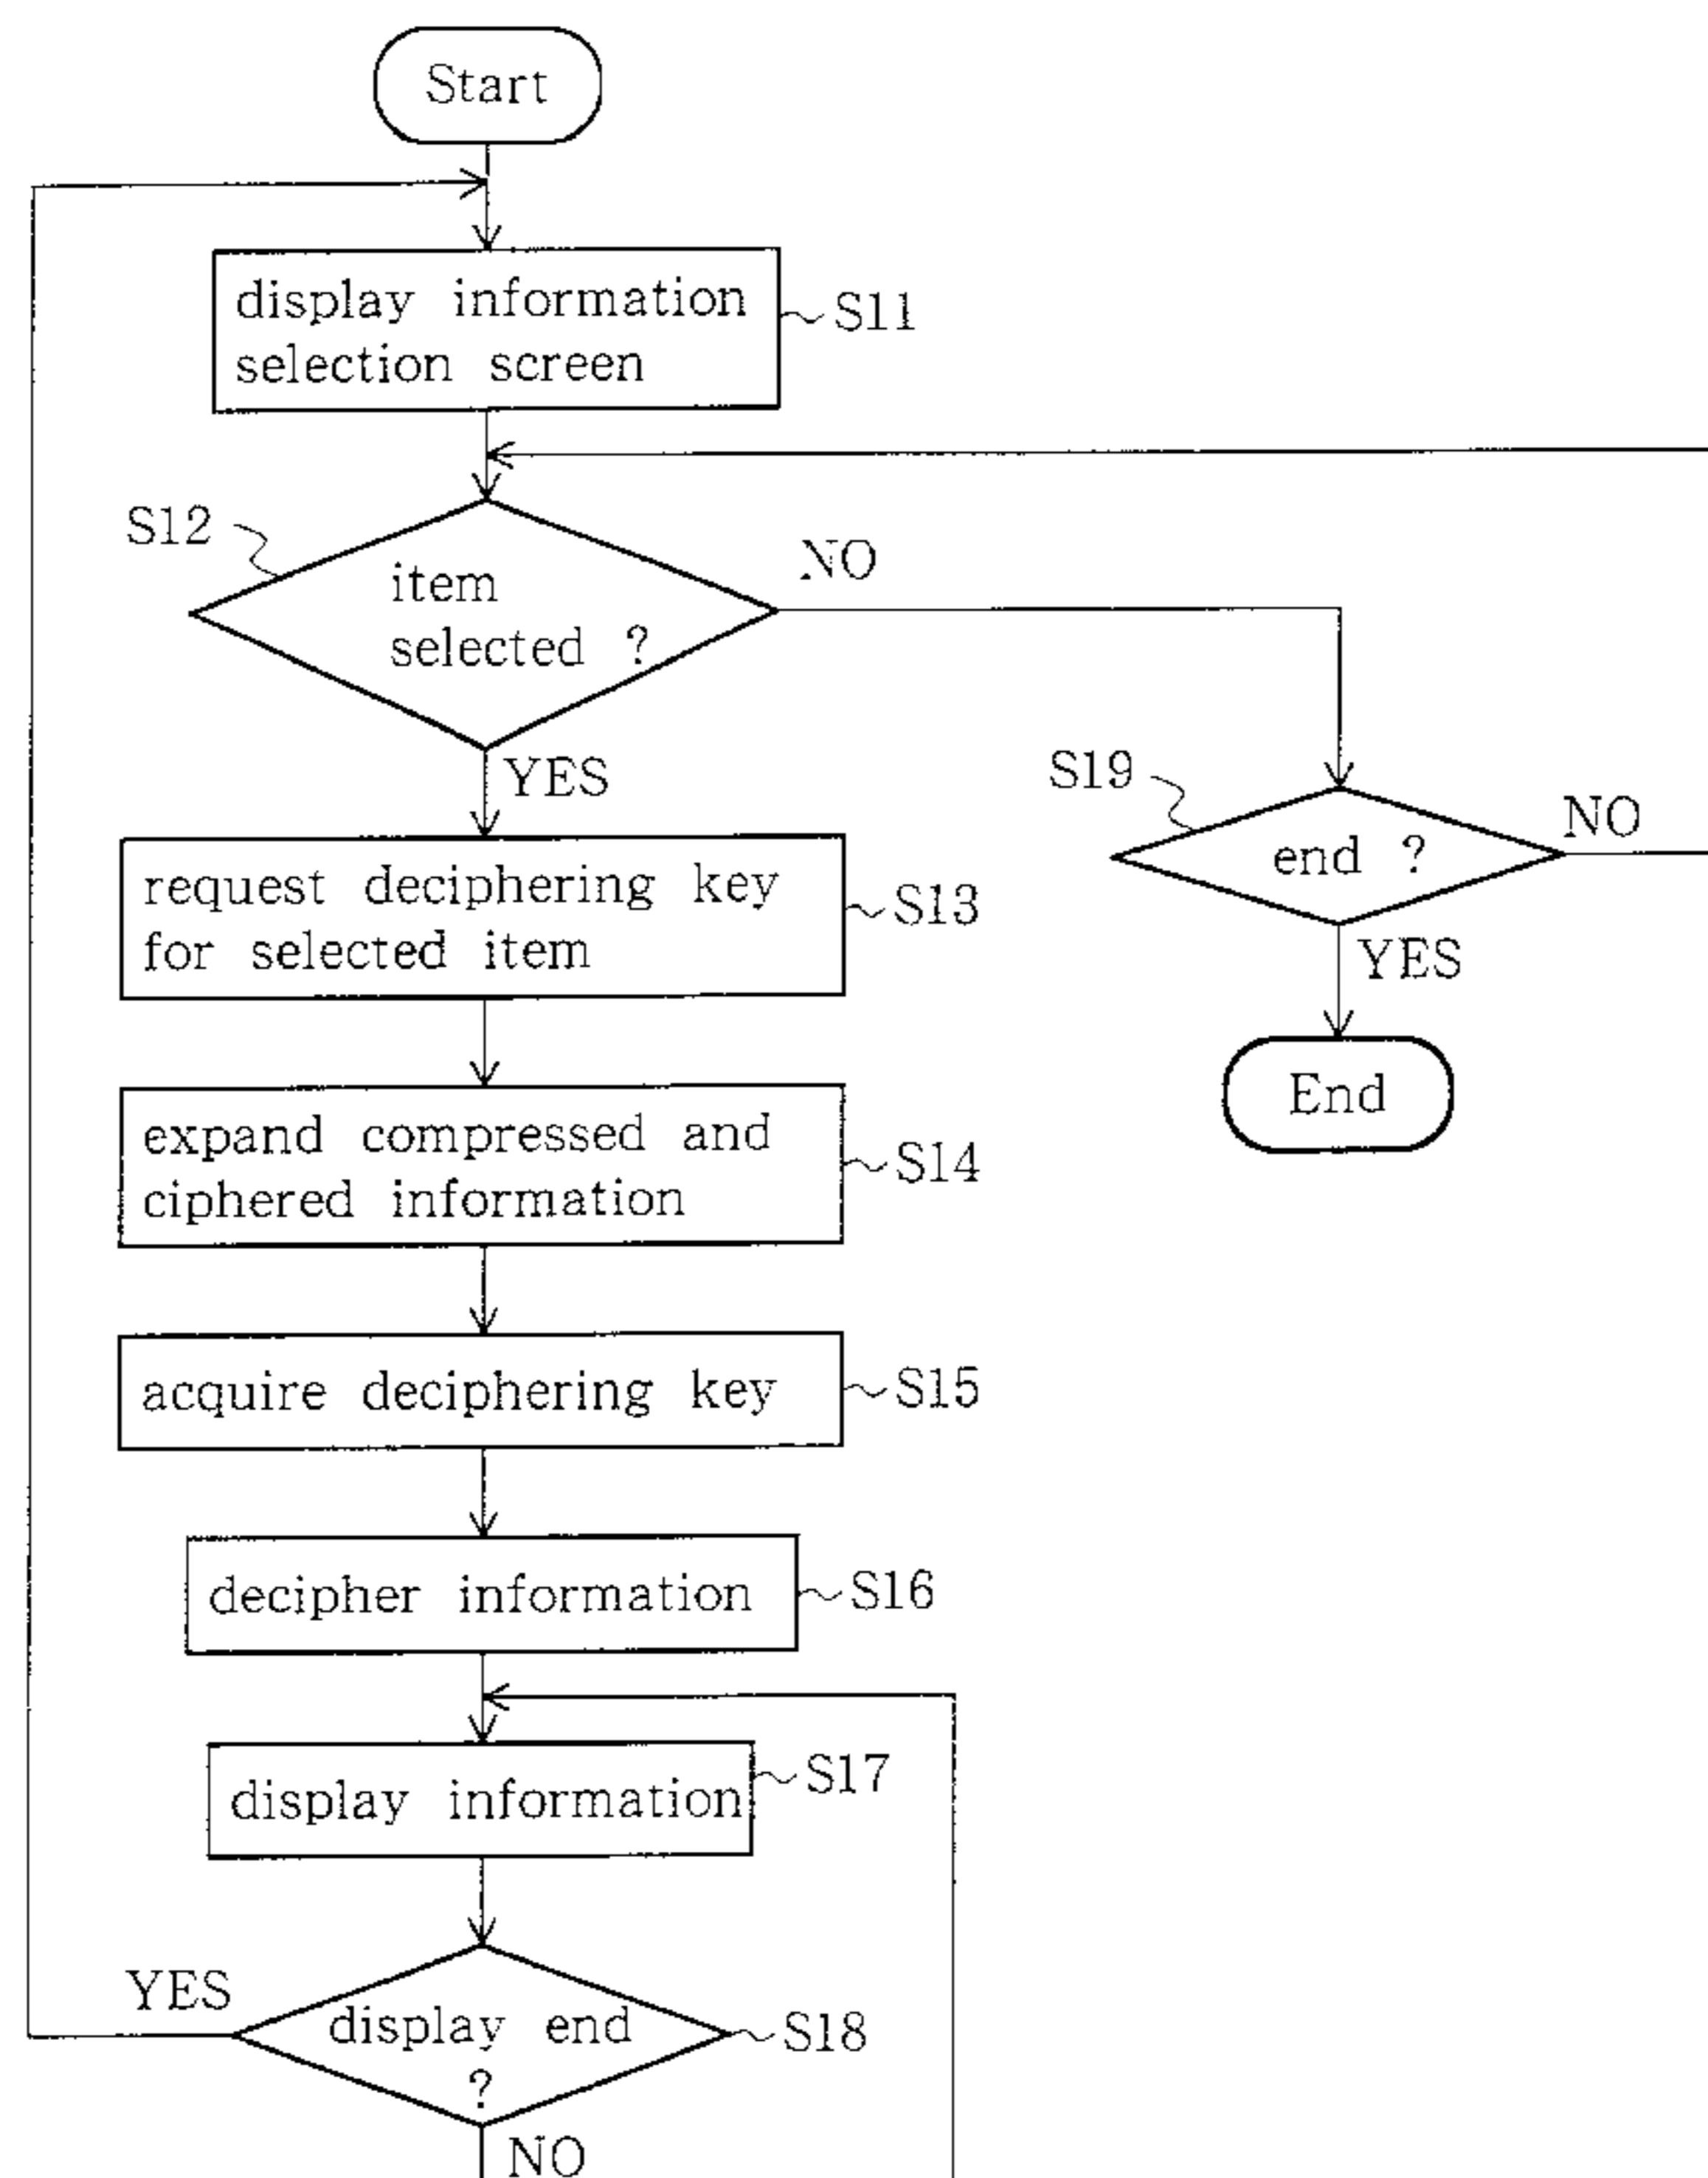 Start
display information
selection screen
S11
S12
item
selected ?
NO
YES
S19
end ?
NO
request deciphering key
for selected item
S13
YES
End
expand compressed and
ciphered information
S14
acquire deciphering key
S15
decipher information
S16
display information
S17
YES
display end
?
S18
NO